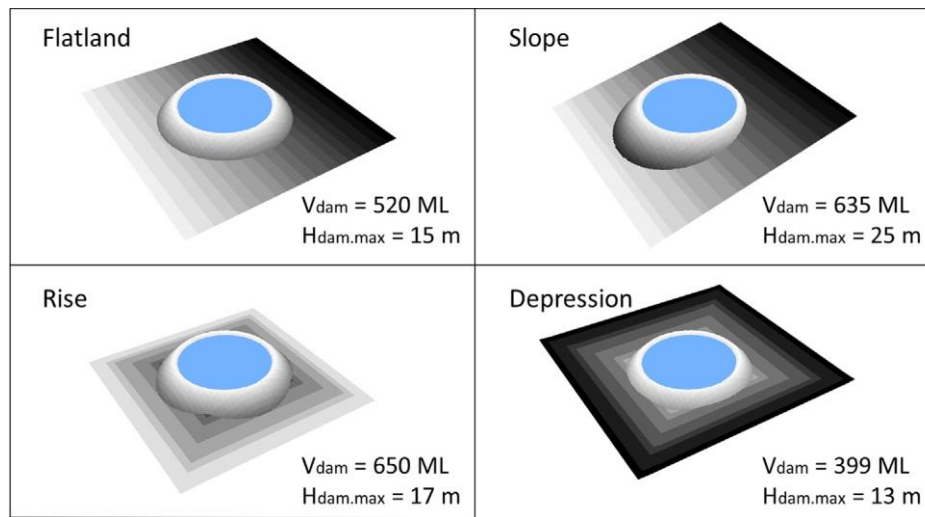 Flatland
Vdam = 520 ML
Hdam.max = 15 m
Slope
Vdam = 635 ML
Hdam.max = 25 m
Rise
Vdam = 650 ML
Hdam.max = 17 m
Depression
Vdam = 399 ML
Hdam.max = 13 m